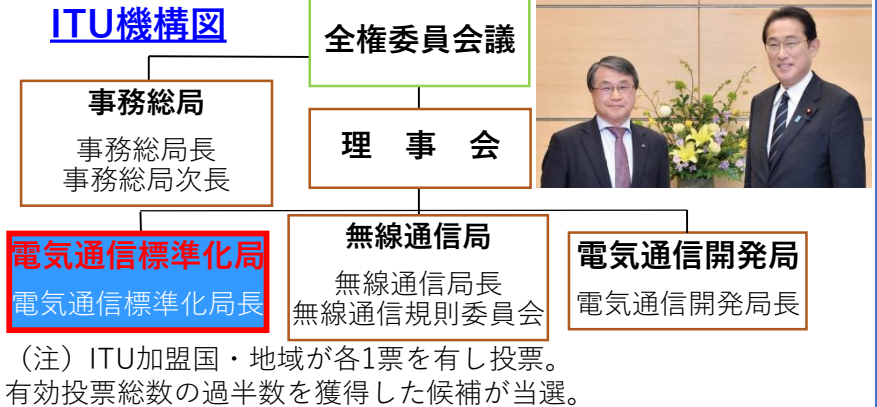 ITU機構図
全権委員会議
事務総局
事務総局長
事務総局次長
理　事　会
電気通信標準化局
電気通信標準化局長
無線通信局
無線通信局長
無線通信規則委員会
電気通信開発局
電気通信開発局長
（注）ITU加盟国・地域が各1票を有し投票。
有効投票総数の過半数を獲得した候補が当選。